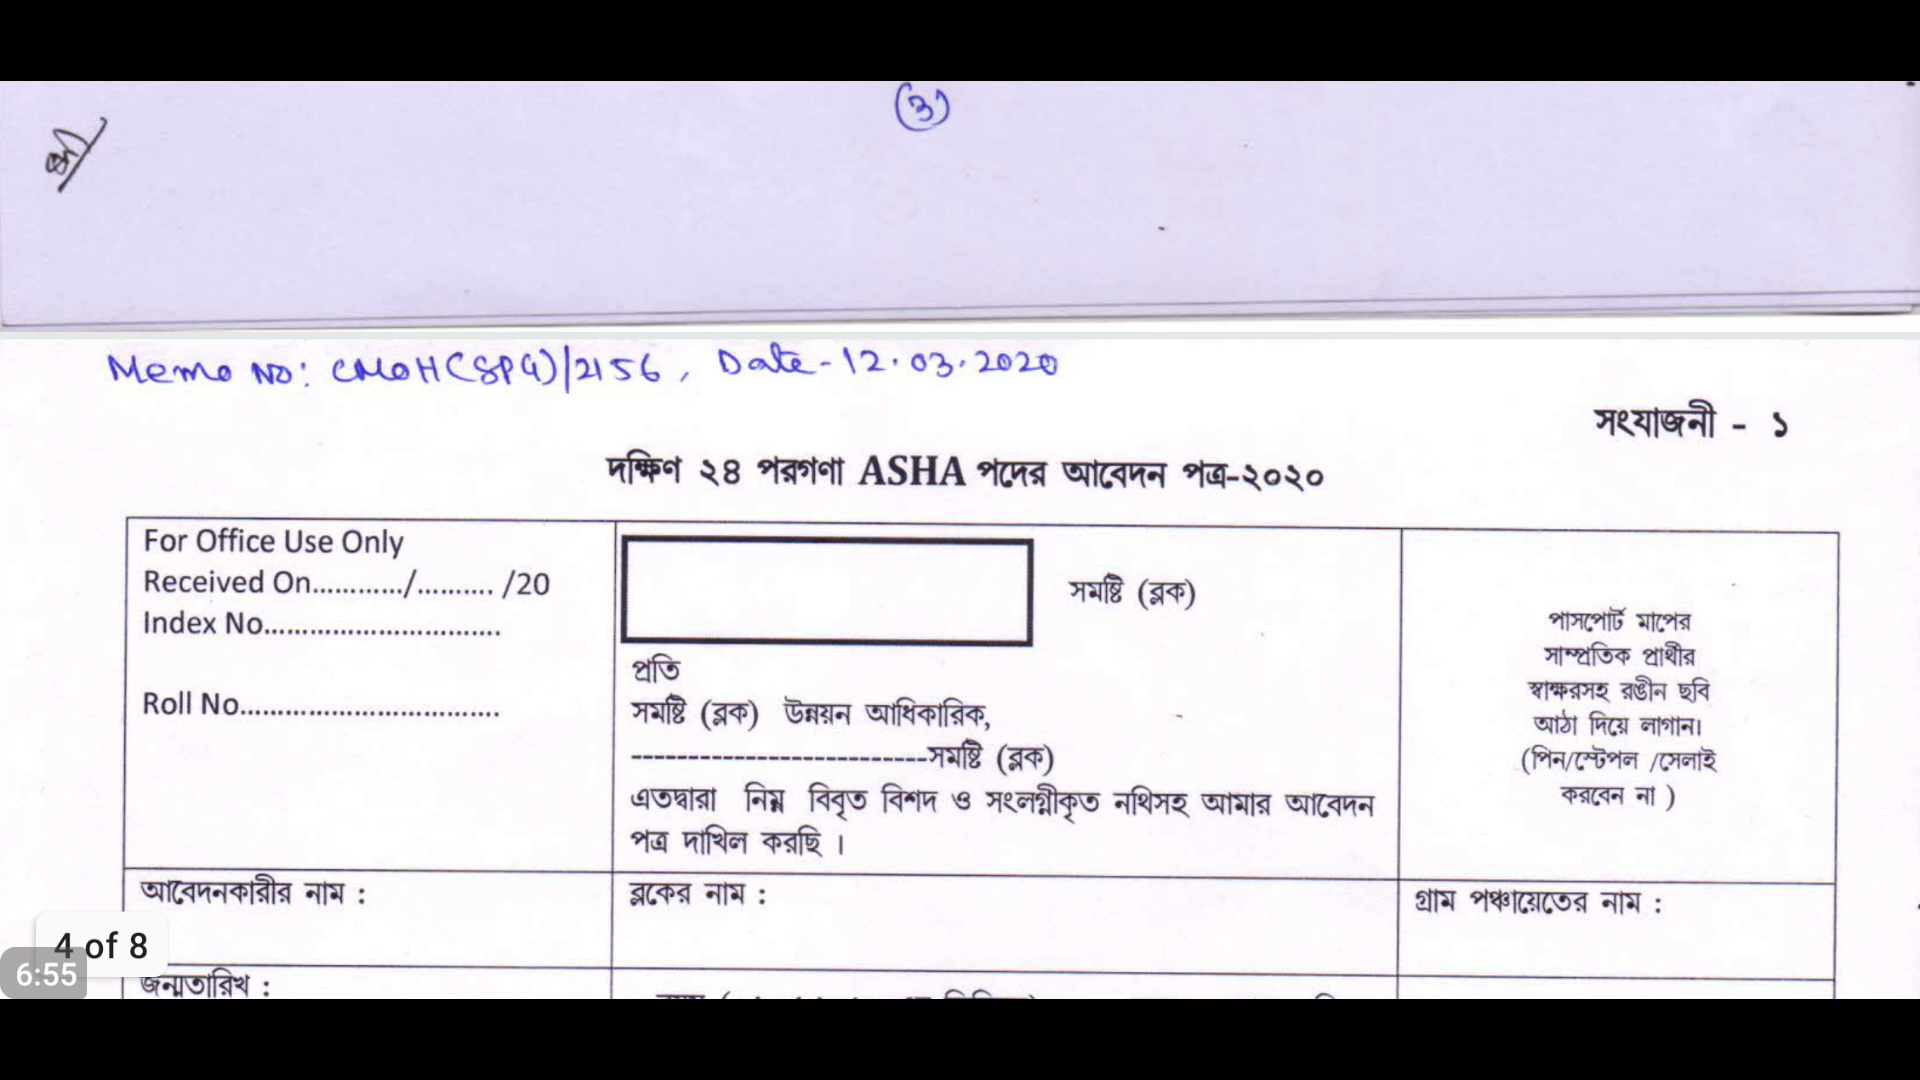 (3)
Memo No: CMOH(SPG)/2156, Date-12.03.2020
সংযাজনী - ১
দক্ষিণ ২৪ পরগণা ASHA পদের আবেদন পত্র-২০২০
For Office Use Only
Received On............/.......... /20
Index No...............................
Roll No..................................
সমষ্টি (ব্লক)
প্রতি
সমষ্টি (ব্লক) উন্নয়ন আধিকারিক,
--------------------------সমষ্টি (ব্লক)
এতদ্বারা নিম্ন বিবৃত বিশদ ও সংলগ্নীকৃত নথিসহ আমার আবেদন
পত্র দাখিল করছি ।
পাসপোর্ট মাপের
সাম্প্রতিক প্রার্থীর
স্বাক্ষরসহ রঙীন ছবি
আঠা দিয়ে লাগান।
(পিন/স্টেপল /সেলাই
করবেন না )
আবেদনকারীর নাম :
ব্লকের নাম :
গ্রাম পঞ্চায়েতের নাম :
4 of 8
6:55
জন্মতারিখ :